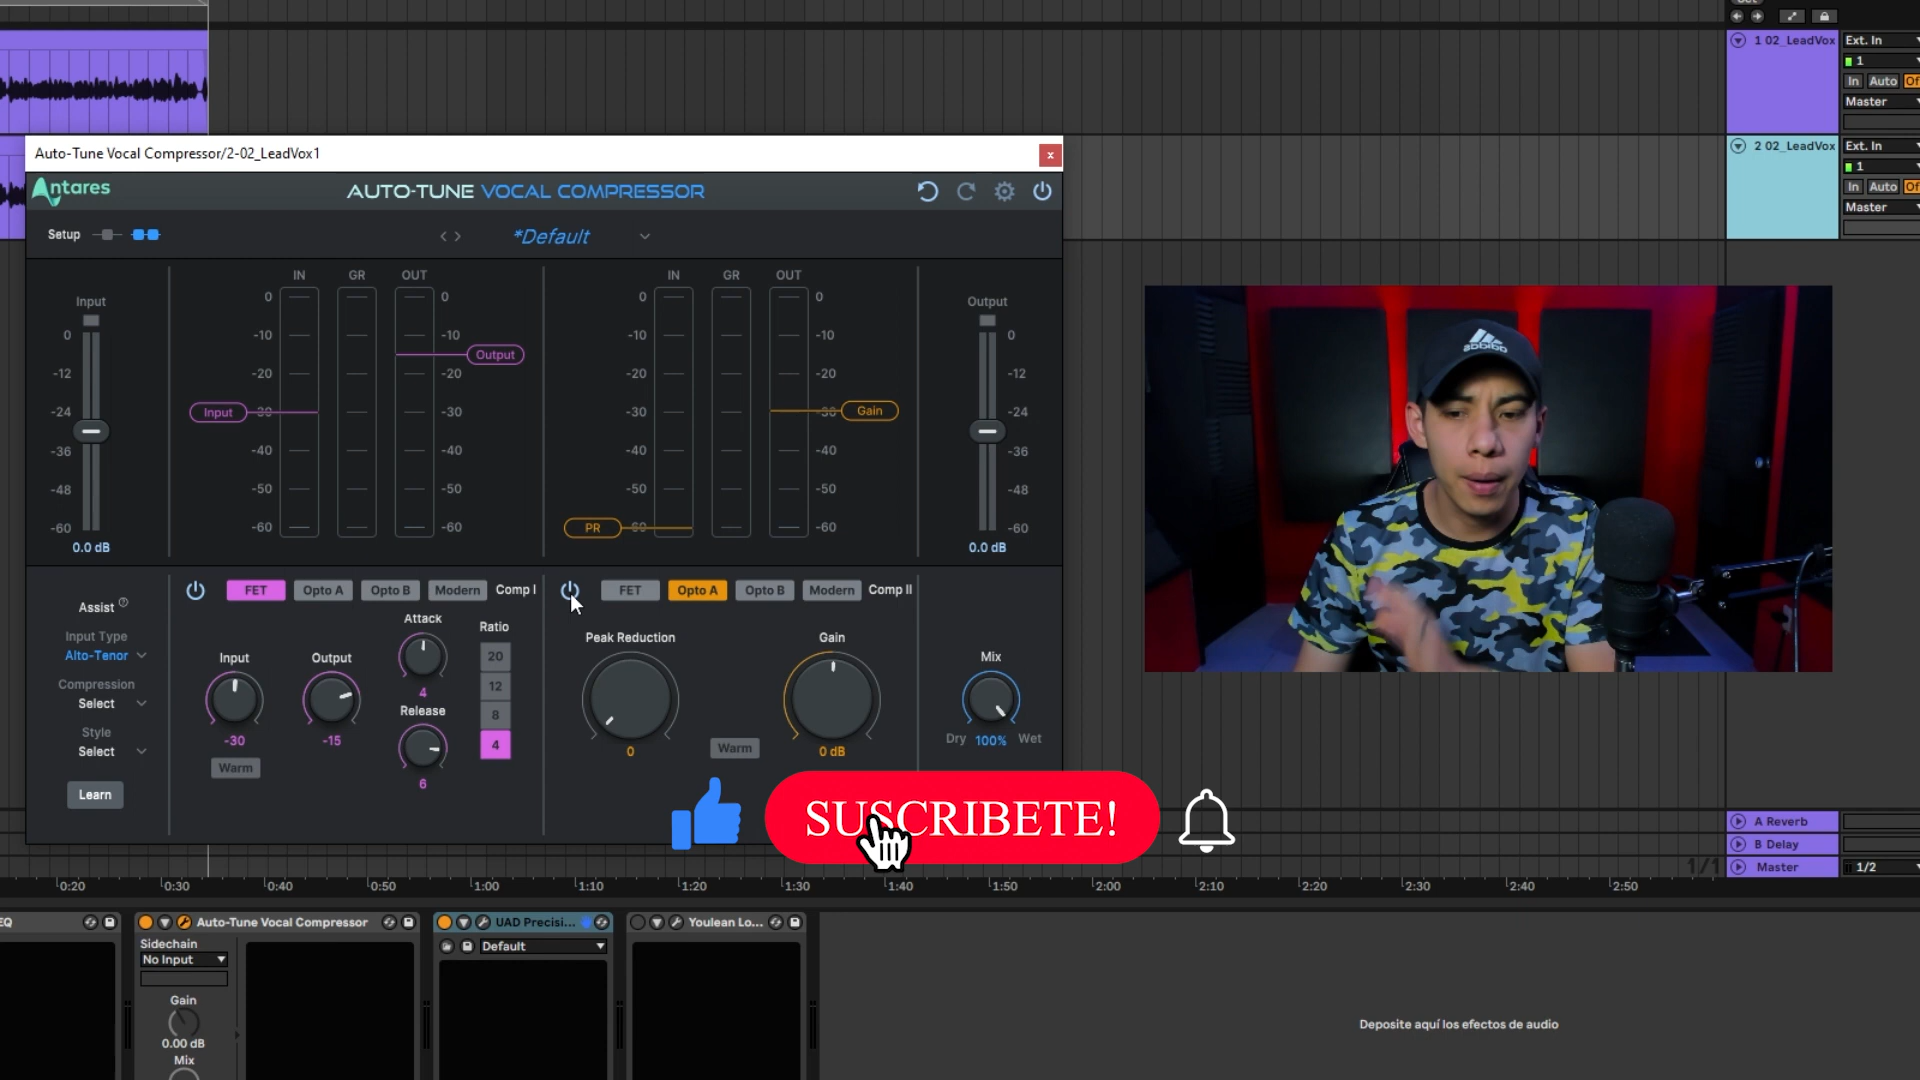 1 02_LeadVox
Ext. In
1
In Auto
Master
Auto-Tune Vocal Compressor/2-02_LeadVox1
x
2 02_LeadVox
Ext. In
1
In Auto
Master
Antares
AUTO-TUNE VOCAL COMPRESSOR
Setup
*Default
IN GR OUT
IN GR OUT
Input
0
-12
-24
-36
-48
-60
0.0 dB
0
-10
-20
-30
-40
-50
-60
Input
0
-10
-20
-30
-40
-50
-60
Output
0
-10
-20
-30
-40
-50
-60
PR
0
-10
-20
-30
-40
-50
-60
Gain
Output
0
-12
-24
-36
-48
-60
0.0 dB
adidas
Assist ?
Input Type
Alto-Tenor
Compression
Select
Style
Select
Learn
FET Opto A Opto B Modern Comp I
Input
-30
Warm
Output
-15
Attack
4
Release
6
Ratio
20
12
8
4
FET Opto A Opto B Modern Comp II
Peak Reduction
0
Warm
Gain
0 dB
Mix
Dry 100% Wet
SUSCRIBETE!
A Reverb
B Delay
1/1
Master
1/2
0:20 0:30 0:40 0:50 1:00 1:10 1:20 1:30 1:40 1:50 2:00 2:10 2:20 2:30 2:40 2:50
EQ
Auto-Tune Vocal Compressor
UAD Precisi...
Youlean Lo...
Sidechain
No Input
Default
Gain
0.00 dB
Mix
Deposite aquí los efectos de audio